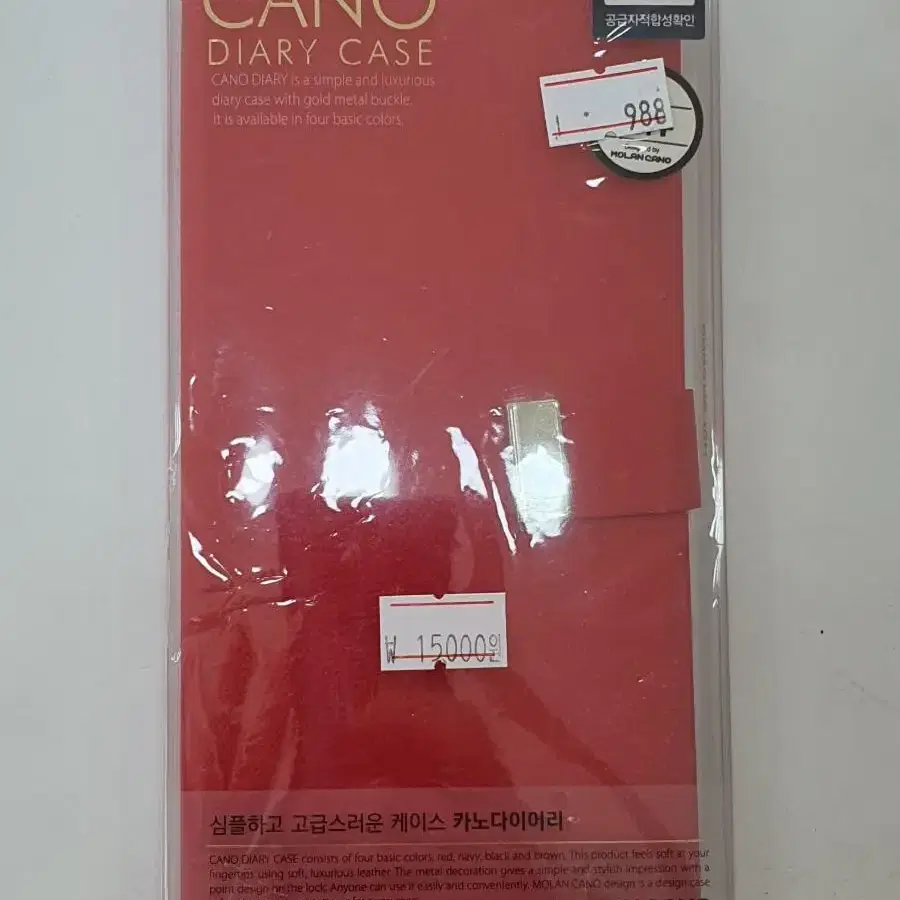 CANO
DIARY CASE
CANO DIARY is a simple and luxurious
diary case with gold metal buckle.
It is available in four basic colors.
공급자적합성확인
988
Designed by
MOLAN CANO
₩ 15000원
심플하고 고급스러운 케이스 카노다이어리
CANO DIARY CASE consists of four basic colors, red, navy, black and brown. This product feels soft at your
fingertips using soft, luxurious leather. The metal decoration gives a simple and stylish impression with a
point design on the lock. Anyone can use it easily and conveniently. MOLAN CANO design is a design case